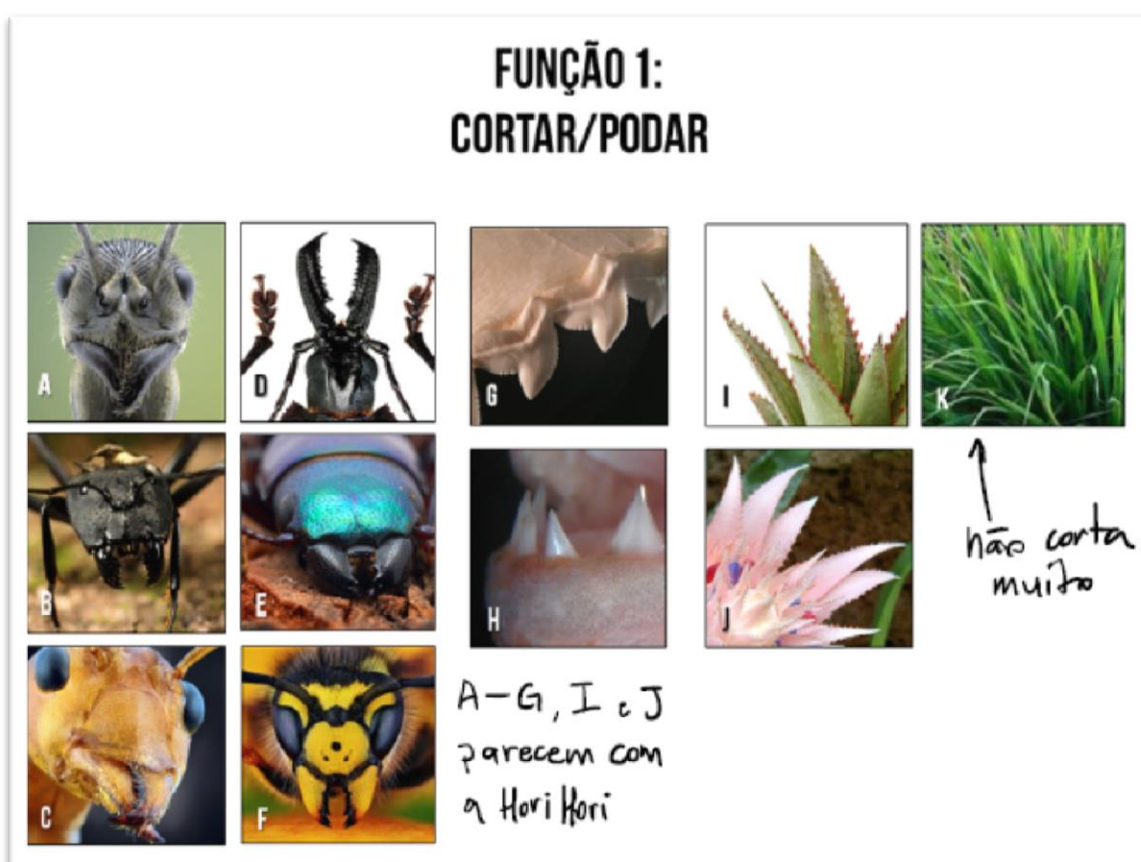 FUNÇÃO 1:
CORTAR/PODAR
A
D
G
I
K
B
E
H
J
não corta
muito
C
F
A-G, I e J
parecem com
a Hori Hori